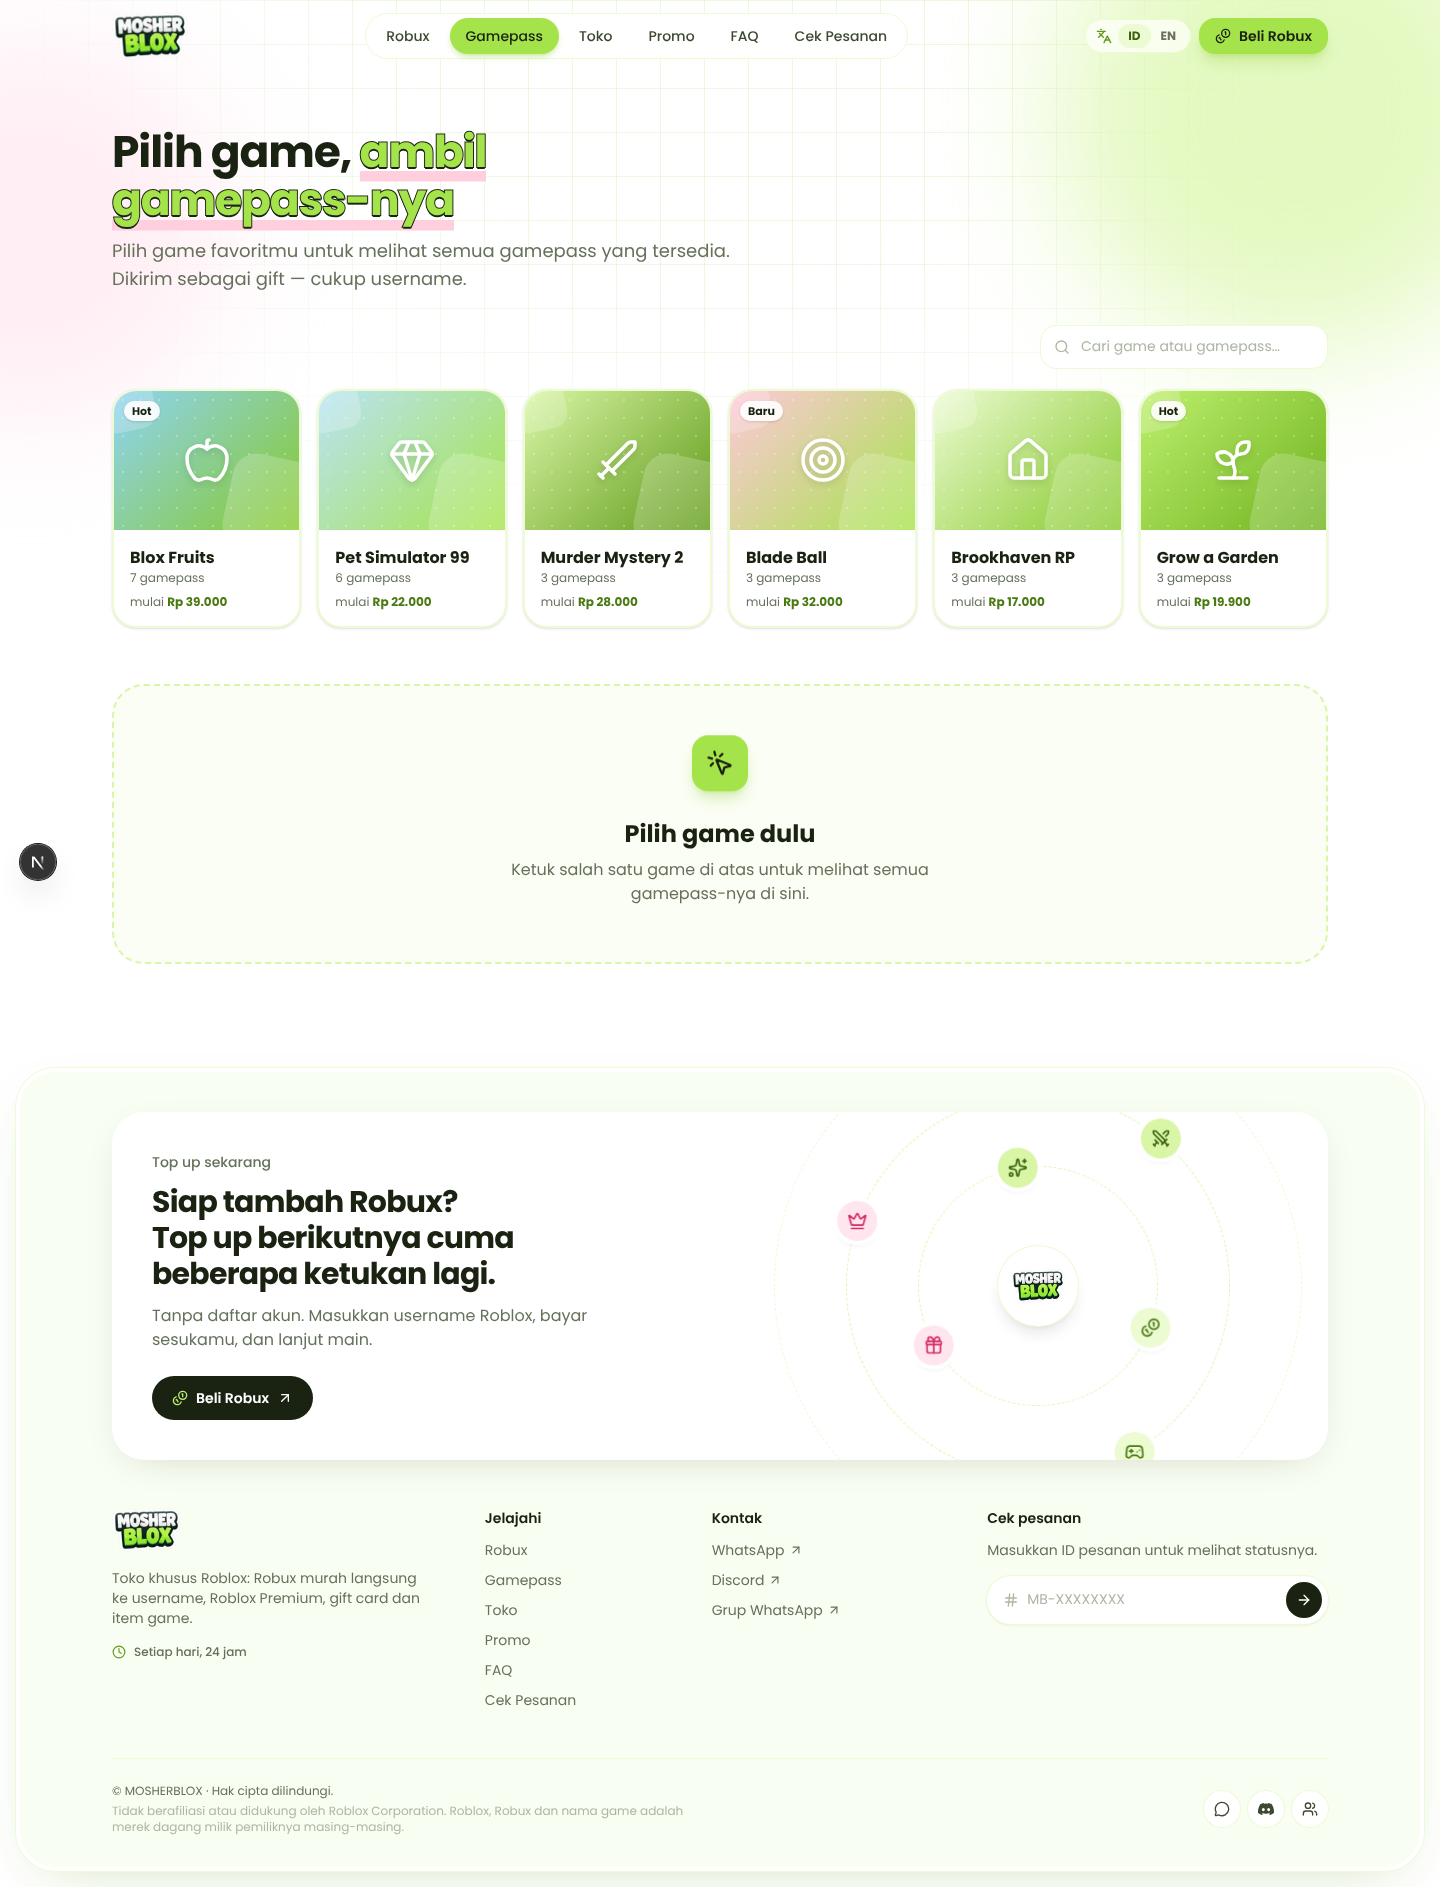 MOSHER
BLOX
Robux
Gamepass
Toko
Promo
FAQ
Cek Pesanan
ID
EN
Beli Robux
Pilih game, ambil
gamepass-nya
Pilih game favoritmu untuk melihat semua gamepass yang tersedia.
Dikirim sebagai gift — cukup username.
Cari game atau gamepass…
Hot
Blox Fruits
7 gamepass
mulai Rp 39.000
Pet Simulator 99
6 gamepass
mulai Rp 22.000
Murder Mystery 2
3 gamepass
mulai Rp 28.000
Baru
Blade Ball
3 gamepass
mulai Rp 32.000
Brookhaven RP
3 gamepass
mulai Rp 17.000
Hot
Grow a Garden
3 gamepass
mulai Rp 19.900
Pilih game dulu
Ketuk salah satu game di atas untuk melihat semua
gamepass-nya di sini.
N
Top up sekarang
Siap tambah Robux?
Top up berikutnya cuma
beberapa ketukan lagi.
Tanpa daftar akun. Masukkan username Roblox, bayar
sesukamu, dan lanjut main.
Beli Robux
MOSHER
BLOX
MOSHER
BLOX
Toko khusus Roblox: Robux murah langsung
ke username, Roblox Premium, gift card dan
item game.
Setiap hari, 24 jam
Jelajahi
Robux
Gamepass
Toko
Promo
FAQ
Cek Pesanan
Kontak
WhatsApp
Discord
Grup WhatsApp
Cek pesanan
Masukkan ID pesanan untuk melihat statusnya.
# MB-XXXXXXXX
© MOSHERBLOX · Hak cipta dilindungi.
Tidak berafiliasi atau didukung oleh Roblox Corporation. Roblox, Robux dan nama game adalah
merek dagang milik pemiliknya masing-masing.